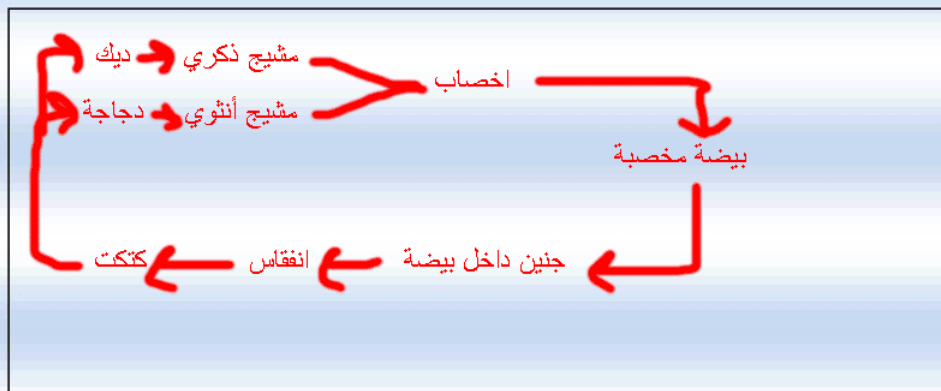 ديك مشيج ذكري
اخصاب
دجاجة مشيج أنثوي
بيضة مخصبة
جنين داخل بيضة انفقاس كتكت